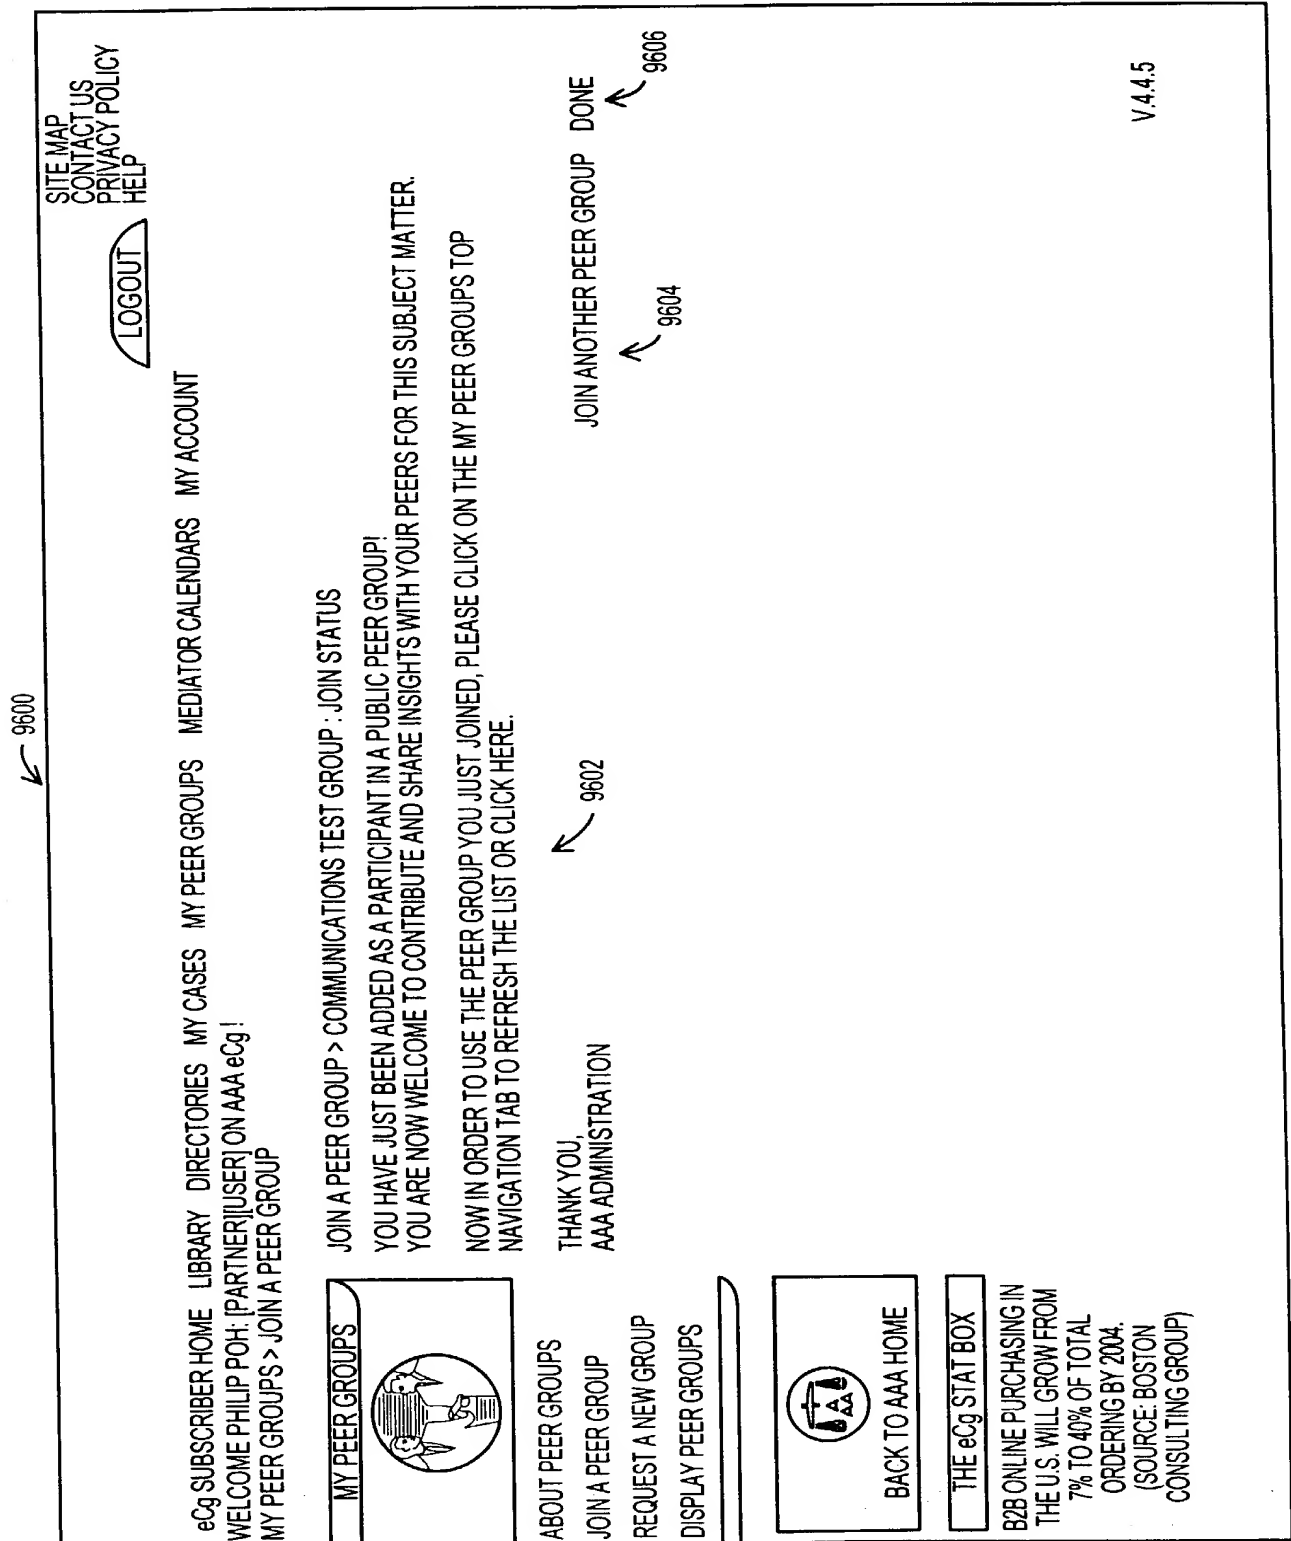 9600
SITE MAP
CONTACT US
PRIVACY POLICY
HELP
LOGOUT
eCg SUBSCRIBER HOME LIBRARY DIRECTORIES MY CASES MY PEER GROUPS MEDIATOR CALENDARS MY ACCOUNT
WELCOME PHILIP POH: [PARTNER][USER] ON AAA eCg !
MY PEER GROUPS > JOIN A PEER GROUP
MY PEER GROUPS
ABOUT PEER GROUPS
JOIN A PEER GROUP
REQUEST A NEW GROUP
DISPLAY PEER GROUPS
BACK TO AAA HOME
THE eCg STAT BOX
B2B ONLINE PURCHASING IN
THE U.S. WILL GROW FROM
7% TO 40% OF TOTAL
ORDERING BY 2004.
(SOURCE: BOSTON
CONSULTING GROUP)
JOIN A PEER GROUP > COMMUNICATIONS TEST GROUP : JOIN STATUS
YOU HAVE JUST BEEN ADDED AS A PARTICIPANT IN A PUBLIC PEER GROUP!
YOU ARE NOW WELCOME TO CONTRIBUTE AND SHARE INSIGHTS WITH YOUR PEERS FOR THIS SUBJECT MATTER.
NOW IN ORDER TO USE THE PEER GROUP YOU JUST JOINED, PLEASE CLICK ON THE MY PEER GROUPS TOP
NAVIGATION TAB TO REFRESH THE LIST OR CLICK HERE.
THANK YOU,
AAA ADMINISTRATION
9602
JOIN ANOTHER PEER GROUP DONE
9604
9606
V.4.4.5